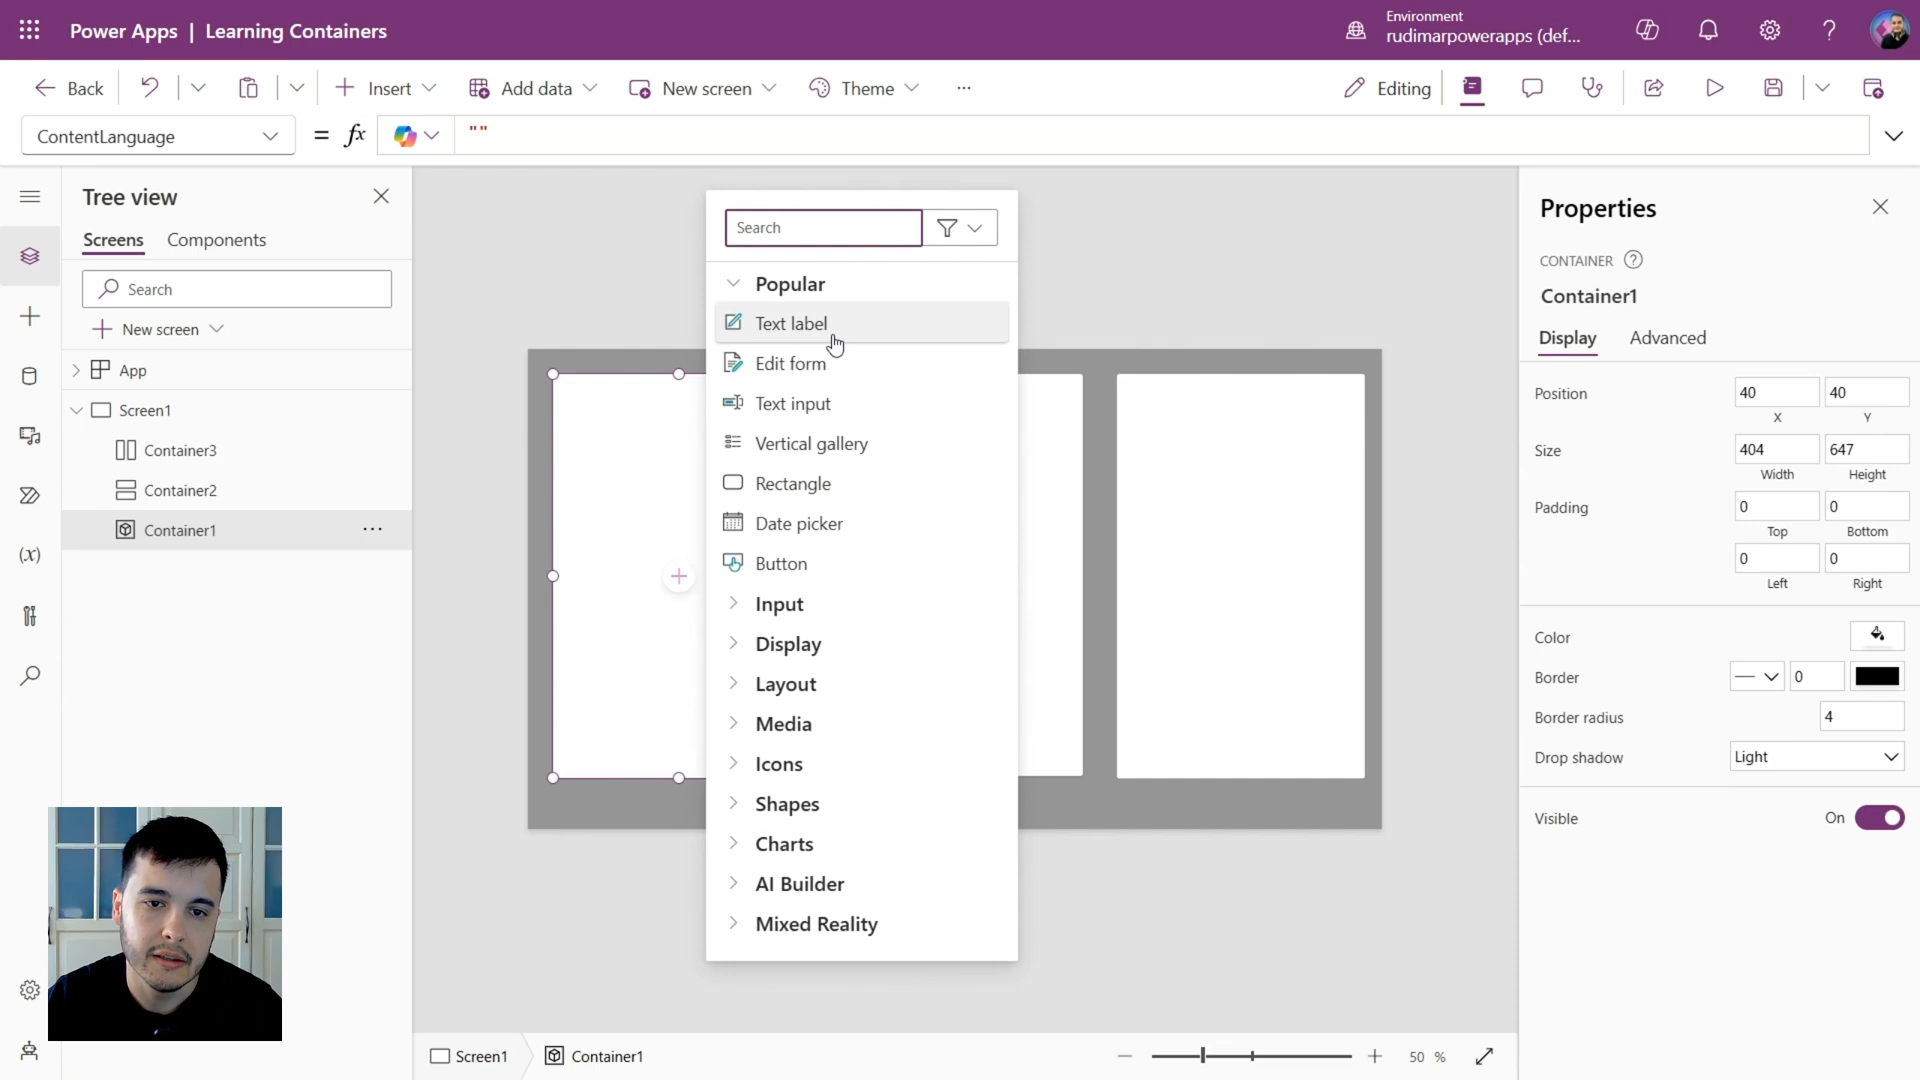 Power Apps | Learning Containers
Environment
rudimarpowerapps (def...
Back
Insert
Add data
New screen
Theme
...
Editing
ContentLanguage
= fx
""
Tree view
Screens
Components
Search
New screen
App
Screen1
Container3
Container2
Container1
...
Search
Popular
Text label
Edit form
Text input
Vertical gallery
Rectangle
Date picker
Button
Input
Display
Layout
Media
Icons
Shapes
Charts
AI Builder
Mixed Reality
Properties
CONTAINER
Container1
Display
Advanced
Position
40
40
X
Y
Size
404
647
Width
Height
Padding
0
0
Top
Bottom
0
0
Left
Right
Color
Border
0
Border radius
4
Drop shadow
Light
Visible
On
Screen1
Container1
50 %